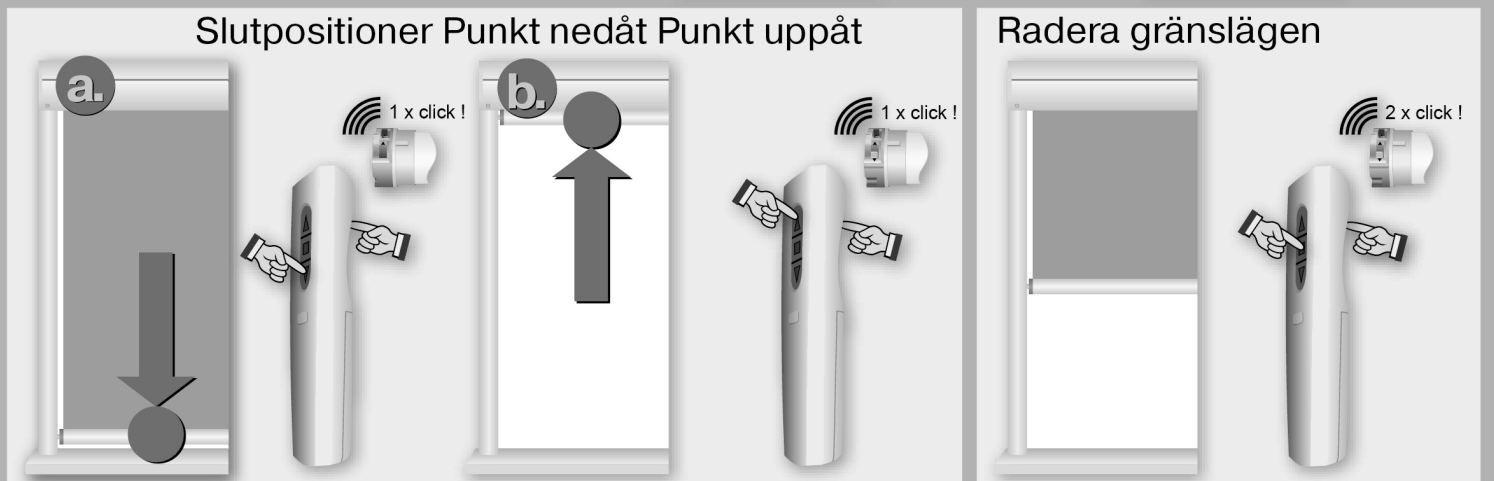 Slutpositioner Punkt nedåt Punkt uppåt
a.
1 x click !
b.
1 x click !
Radera gränslägen
2 x click !